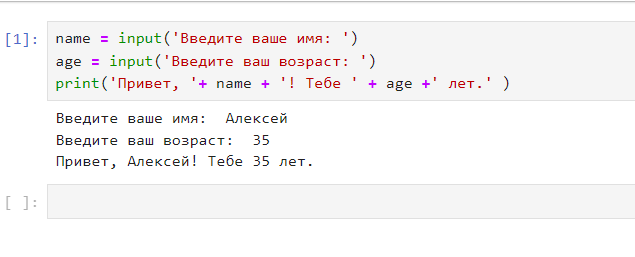 [1]: name = input('Введите ваше имя: ')
age = input('Введите ваш возраст: ')
print('Привет, '+ name + '! Тебе ' + age +' лет.' )
Введите ваше имя:  Алексей
Введите ваш возраст:  35
Привет, Алексей! Тебе 35 лет.
[ ]: